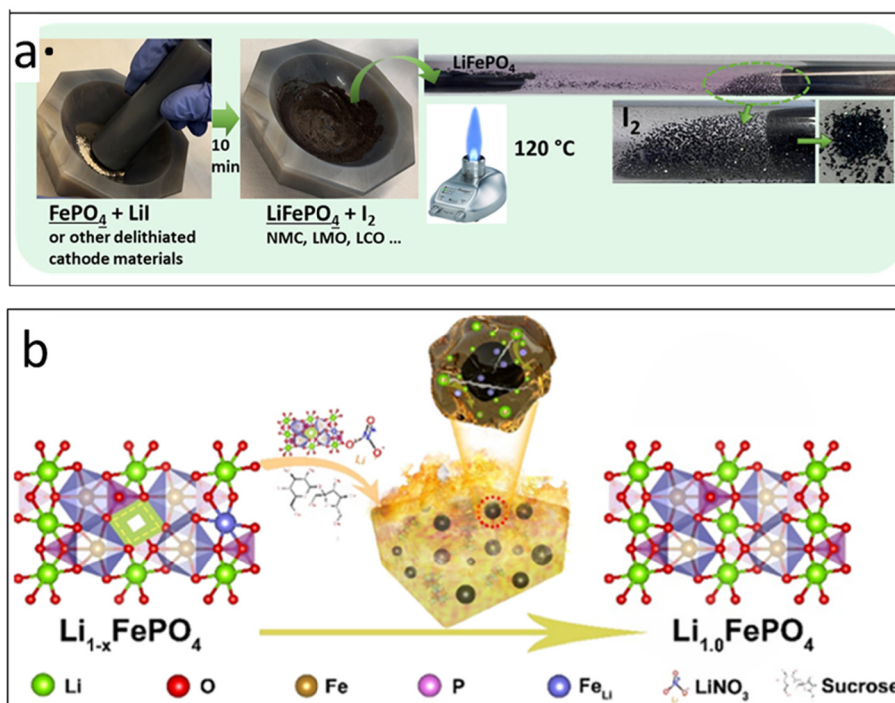 a.
LiFePO4
10
min
120 °C
I2
FePO4 + LiI
or other delithiated
cathode materials
LiFePO4 + I2
NMC, LMO, LCO ...
b
Li
Li1-xFePO4
Li1.0FePO4
Li
O
Fe
P
FeLi
LiNO3
Li
Sucrose